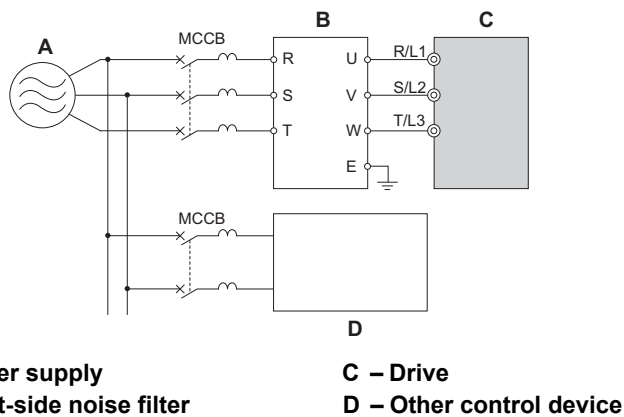 B
C
A
MCCB
R
U
R/L1
S
V
S/L2
T
W
T/L3
E
MCCB
D
er supply
C – Drive
t-side noise filter
D – Other control device